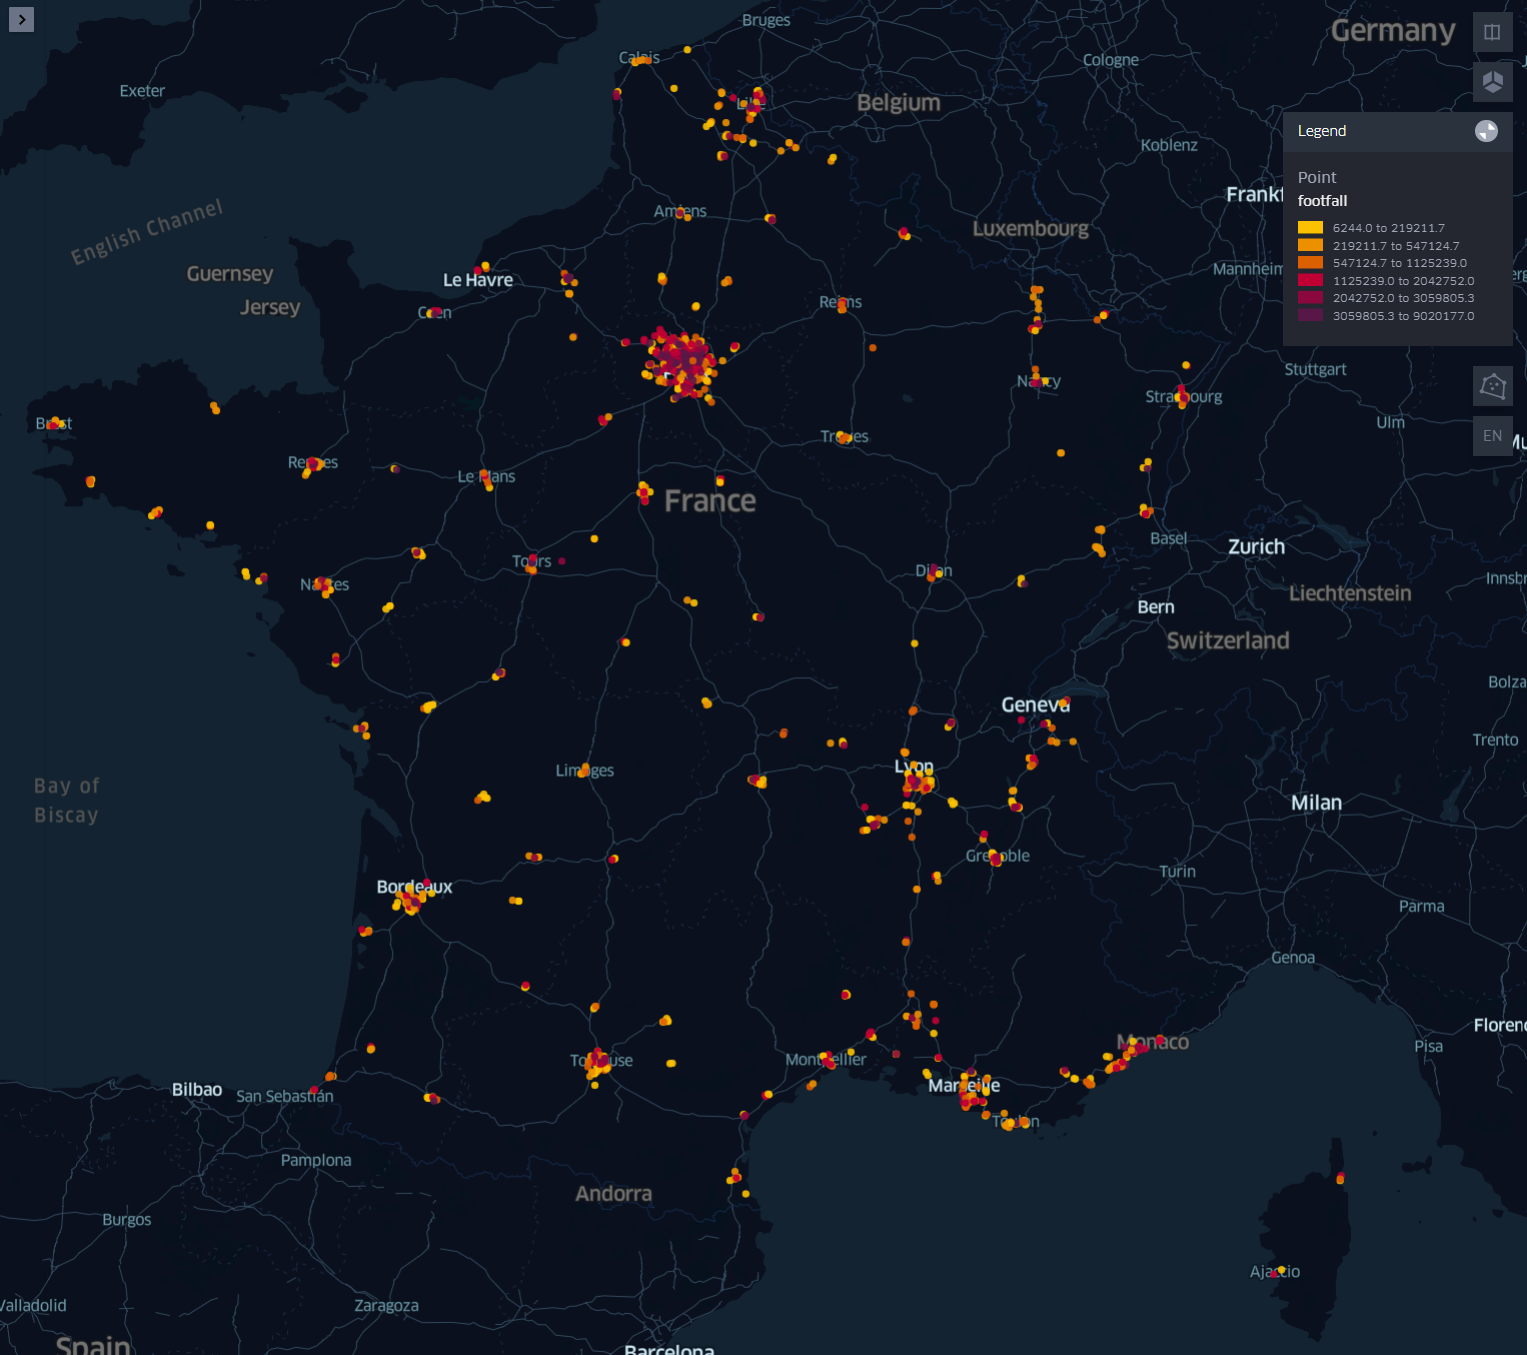 Bruges
Germany
Calais
Cologne
Exeter
Lille
Belgium
Legend
Koblenz
Point
footfall
6244.0 to 219211.7
219211.7 to 547124.7
547124.7 to 1125239.0
1125239.0 to 2042752.0
2042752.0 to 3059805.3
3059805.3 to 9020177.0
Frankf
Amiens
English Channel
Luxembourg
Guernsey
Le Havre
Mannheim
Jersey
Caen
Reims
Nancy
Stuttgart
Strasbourg
Brest
Ulm
EN
Troyes
Rennes
Le Mans
France
Basel
Zurich
Tours
Dijon
Innsbr
Nantes
Liechtenstein
Bern
Switzerland
Bolza
Geneva
Trento
Lyon
Limoges
Bay of
Biscay
Milan
Grenoble
Turin
Bordeaux
Parma
Genoa
Florenc
Monaco
Pisa
Toulouse
Montpellier
Marseille
Bilbao
San Sebastián
Toulon
Pamplona
Andorra
Burgos
Ajaccio
Valladolid
Zaragoza
Spain
Barcelona